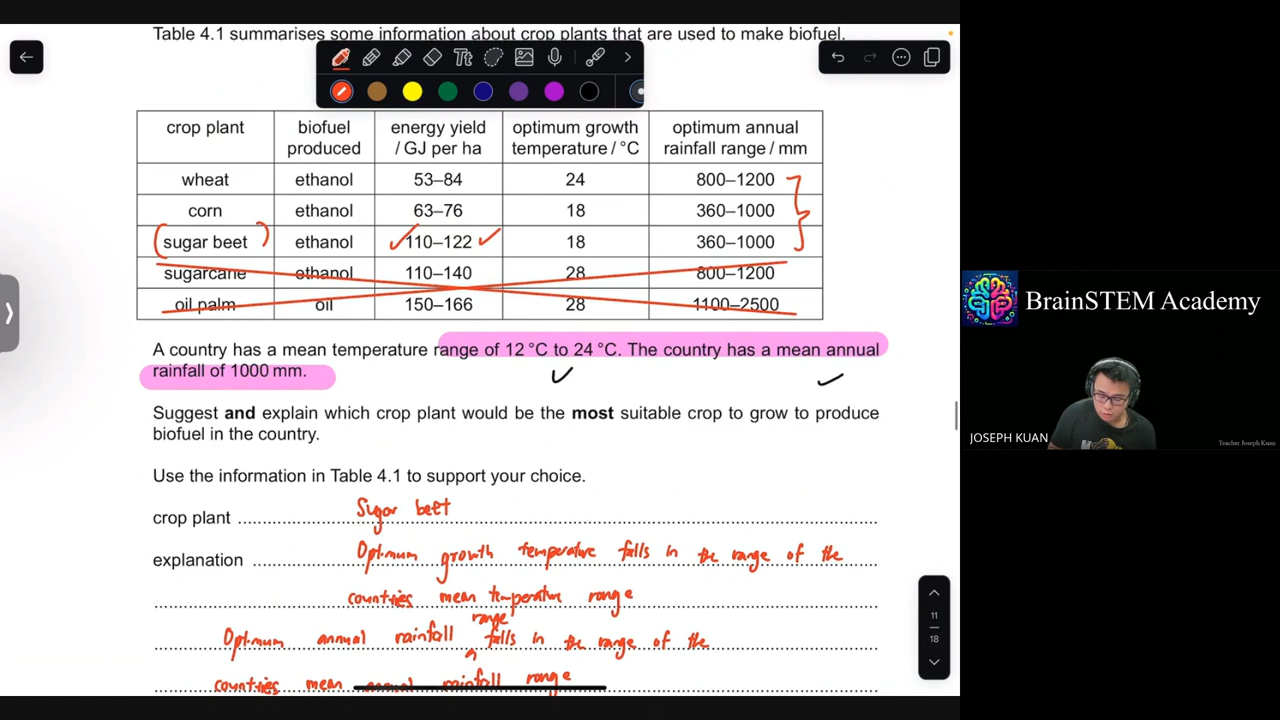 Table 4.1 summarises some information about crop plants that are used to make biofuel.
Tt
crop plant biofuel produced energy yield / GJ per ha optimum growth temperature / °C optimum annual rainfall range / mm
wheat ethanol 53–84 24 800–1200
corn ethanol 63–76 18 360–1000
sugar beet ethanol 110–122 18 360–1000
sugarcane ethanol 110–140 28 800–1200
oil palm oil 150–166 28 1100–2500
A country has a mean temperature range of 12 °C to 24 °C. The country has a mean annual
rainfall of 1000 mm.
Suggest and explain which crop plant would be the most suitable crop to grow to produce
biofuel in the country.
Use the information in Table 4.1 to support your choice.
crop plant Sugar beet
explanation Optimum growth temperature falls in the range of the
countries mean temperature range
Optimum annual rainfall range falls in the range of the
countries mean annual rainfall range
11
18
BrainSTEM Academy
JOSEPH KUAN
Teacher Joseph Kuan